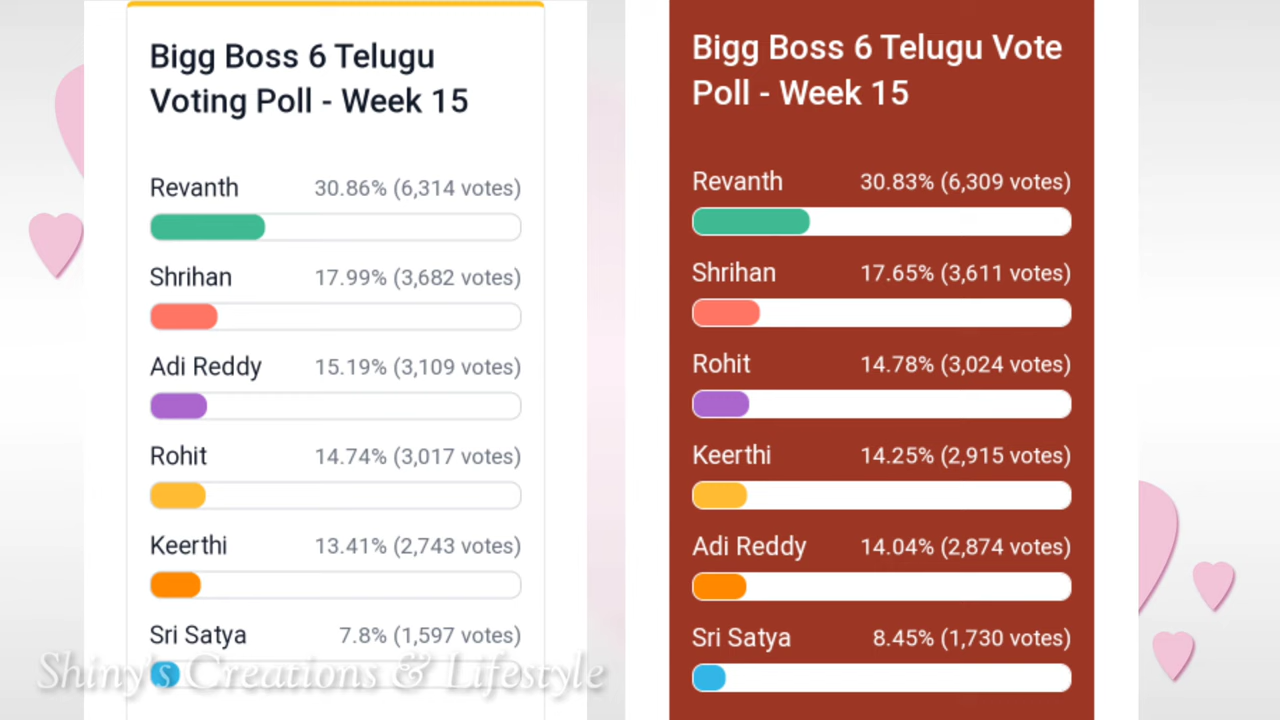 Bigg Boss 6 Telugu
Voting Poll - Week 15
Revanth 30.86% (6,314 votes)
Shrihan 17.99% (3,682 votes)
Adi Reddy 15.19% (3,109 votes)
Rohit 14.74% (3,017 votes)
Keerthi 13.41% (2,743 votes)
Sri Satya 7.8% (1,597 votes)
Shiny's Creations & Lifestyle
Bigg Boss 6 Telugu Vote
Poll - Week 15
Revanth 30.83% (6,309 votes)
Shrihan 17.65% (3,611 votes)
Rohit 14.78% (3,024 votes)
Keerthi 14.25% (2,915 votes)
Adi Reddy 14.04% (2,874 votes)
Sri Satya 8.45% (1,730 votes)